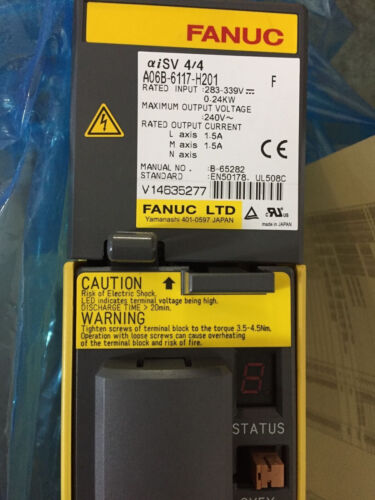 FANUC
αiSV 4/4
A06B-6117-H201 F
RATED INPUT :283-339V⎓
0.24KW
MAXIMUM OUTPUT VOLTAGE
:240V~
RATED OUTPUT CURRENT
L axis 1.5A
M axis 1.5A
N axis
MANUAL NO. :B-65282
STANDARD :EN50178, UL508C
V14635277
FANUC LTD
Yamanashi 401-0597 JAPAN
c UL US
MADE IN JAPAN
CAUTION
Risk of Electric Shock.
LED indicates terminal voltage being high.
DISCHARGE TIME > 20min.
WARNING
Tighten screws of terminal block to the torque 3.5-4.5Nm.
Operation with loose screws can cause overheating
of the terminal block and risk of fire.
STATUS